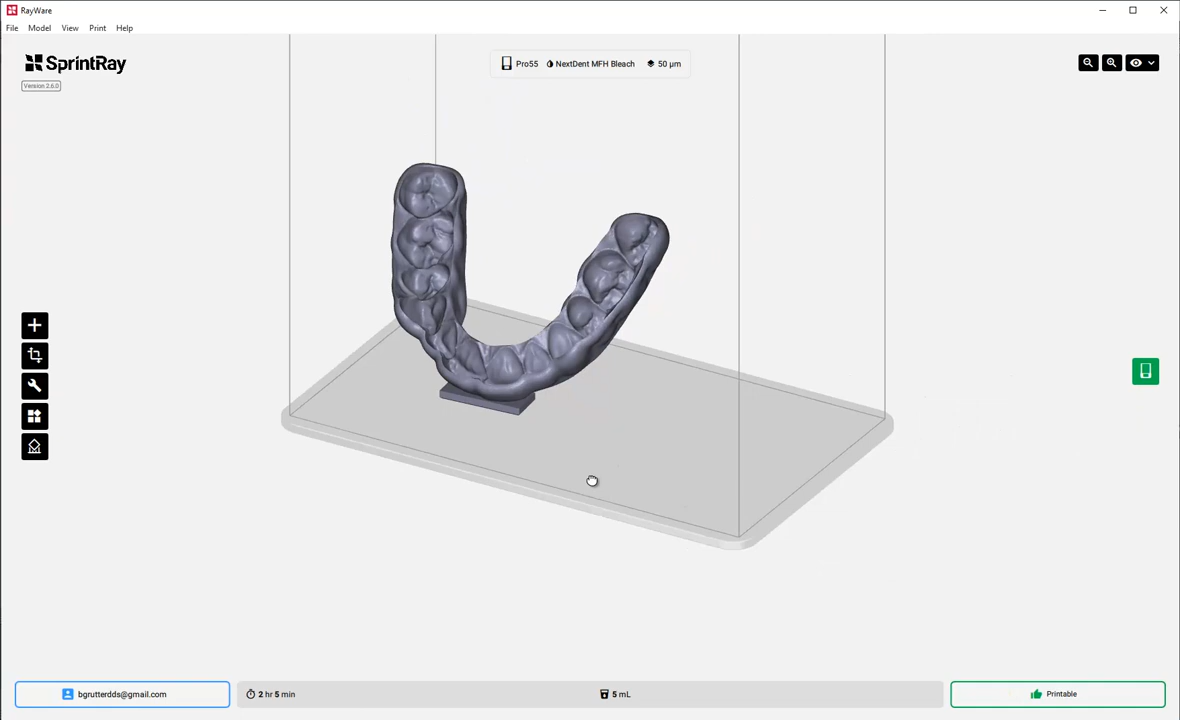 RayWare
File Model View Print Help
SprintRay
Version 2.6.0
Pro55 NextDent MFH Bleach 50 µm
bgrutterdds@gmail.com
2 hr 5 min
5 mL
Printable